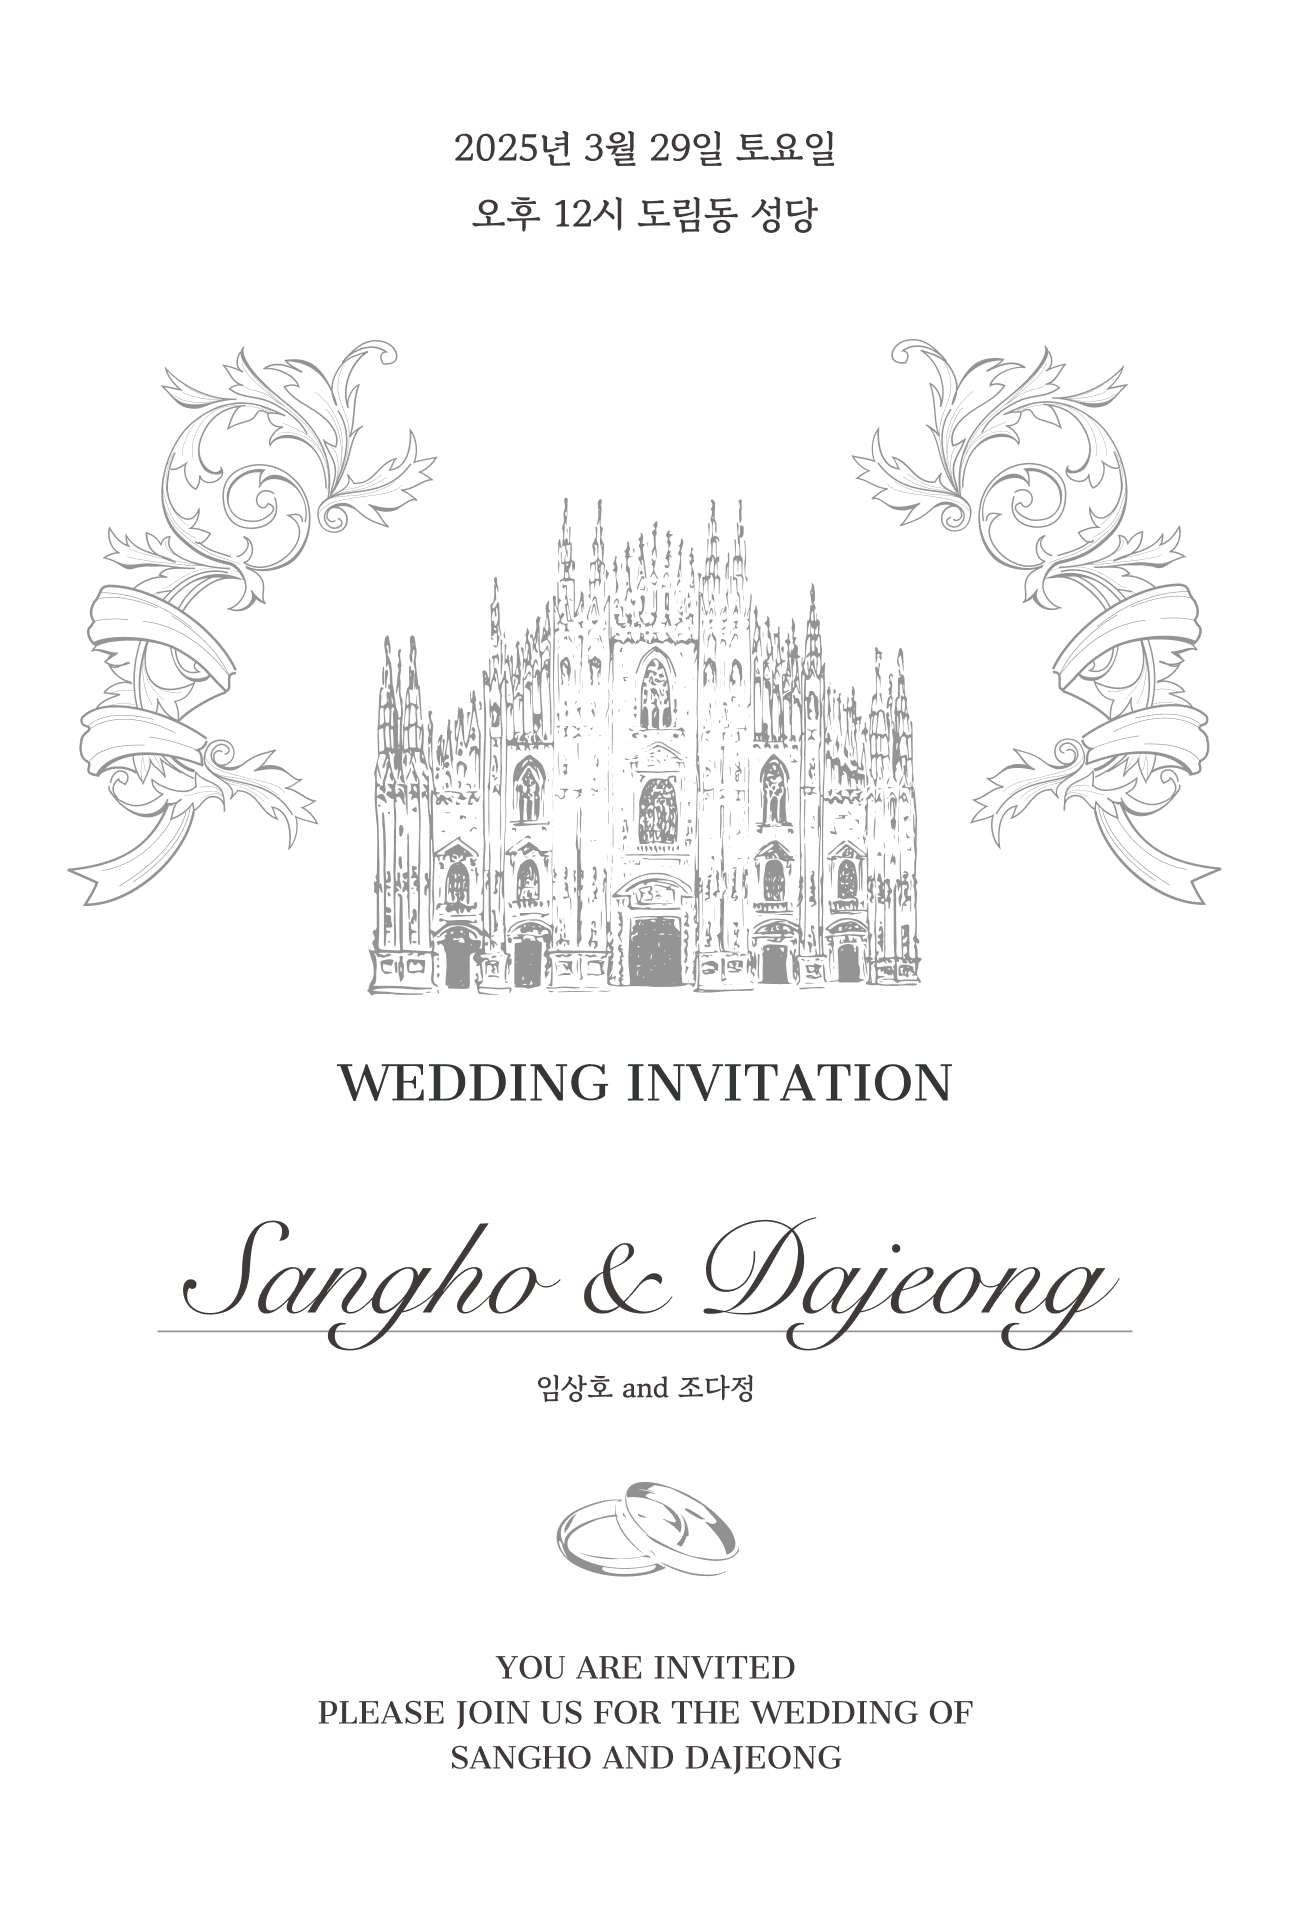 2025년 3월 29일 토요일
오후 12시 도림동 성당
WEDDING INVITATION
Sangho & Dajeong
임상호 and 조다정
YOU ARE INVITED
PLEASE JOIN US FOR THE WEDDING OF
SANGHO AND DAJEONG